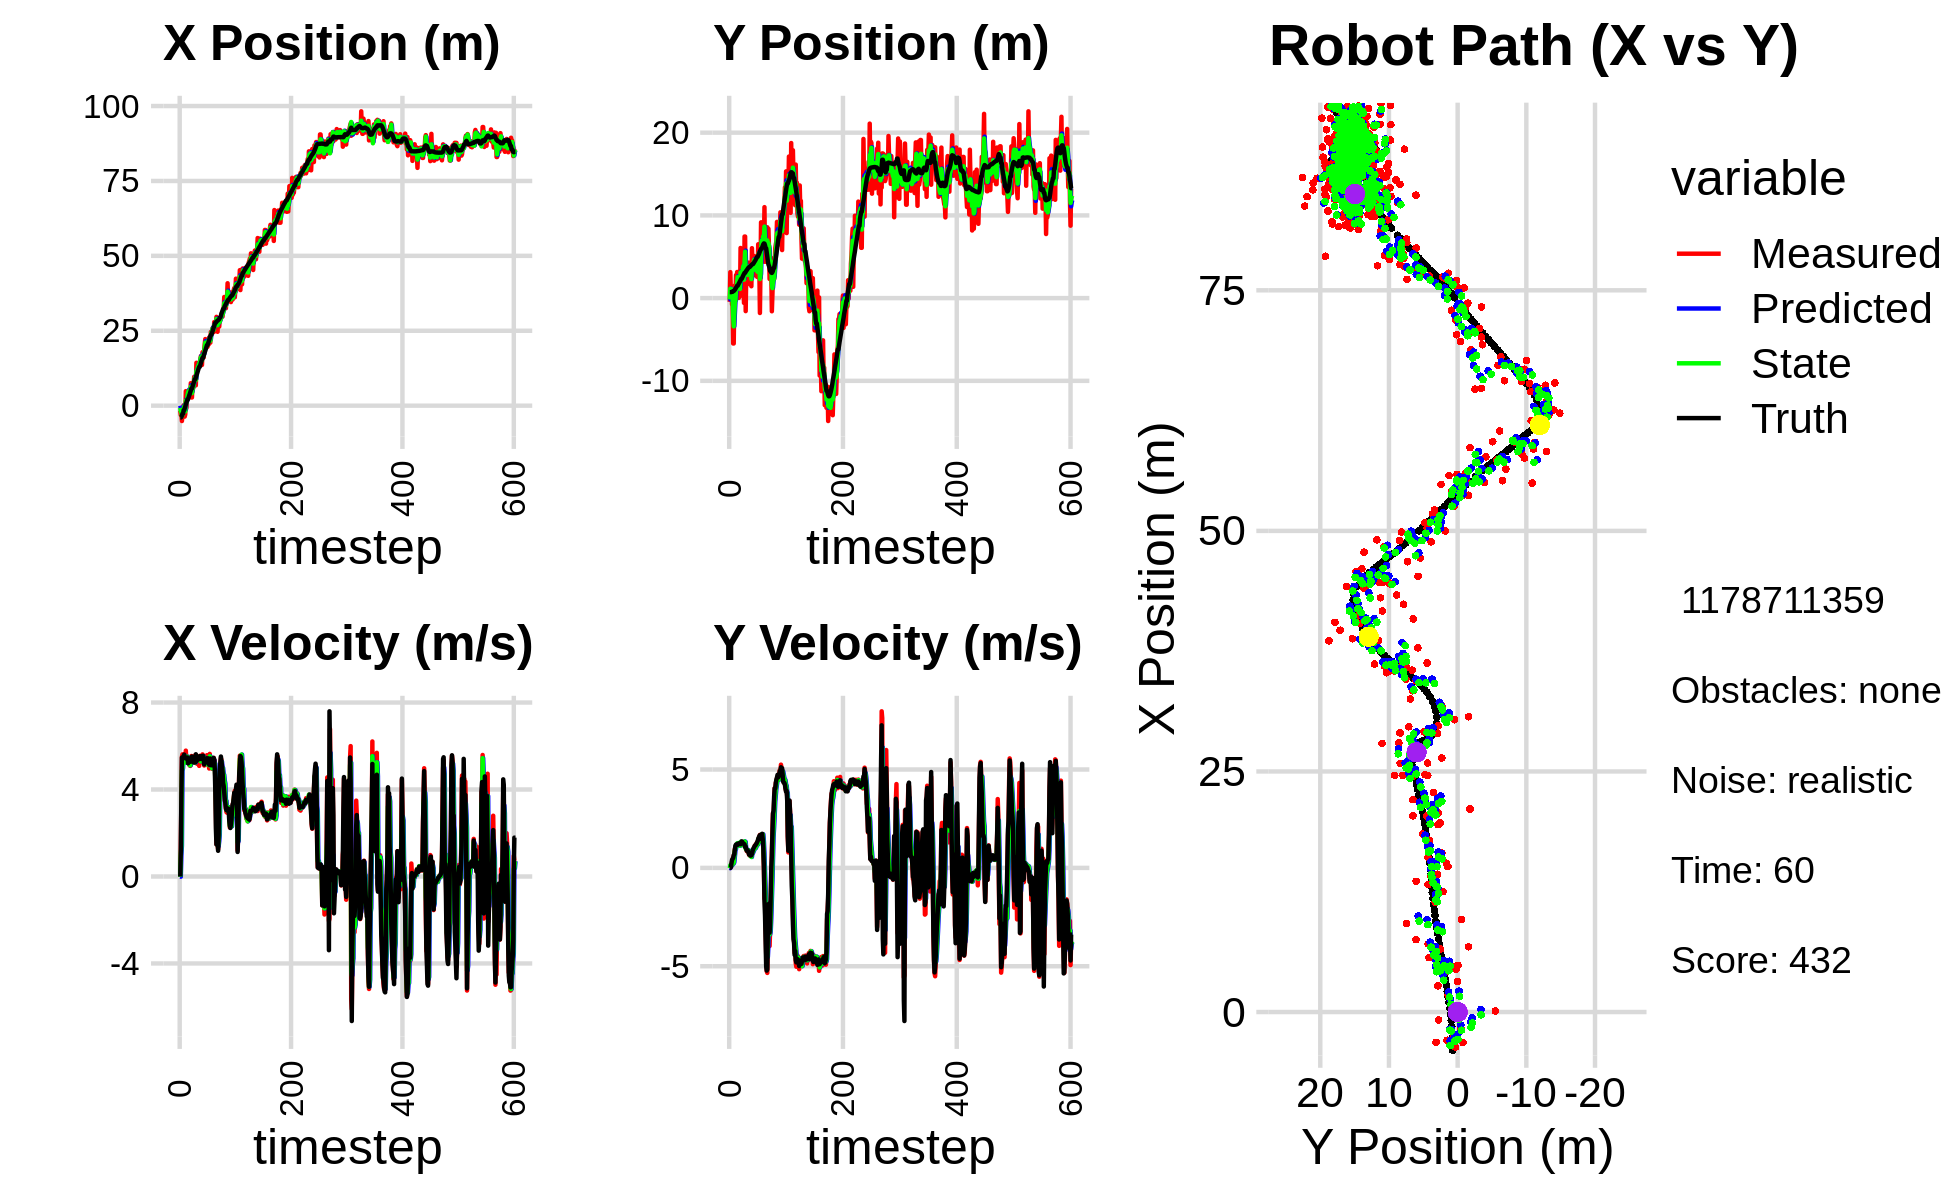 X Position (m)
100
75
50
25
0
0
200
400
600
timestep
Y Position (m)
20
10
0
-10
0
200
400
600
timestep
X Velocity (m/s)
8
4
0
-4
0
200
400
600
timestep
Y Velocity (m/s)
5
0
-5
0
200
400
600
timestep
Robot Path (X vs Y)
X Position (m)
75
50
25
0
20 10 0 -10 -20
Y Position (m)
variable
Measured
Predicted
State
Truth
1178711359
Obstacles: none
Noise: realistic
Time: 60
Score: 432